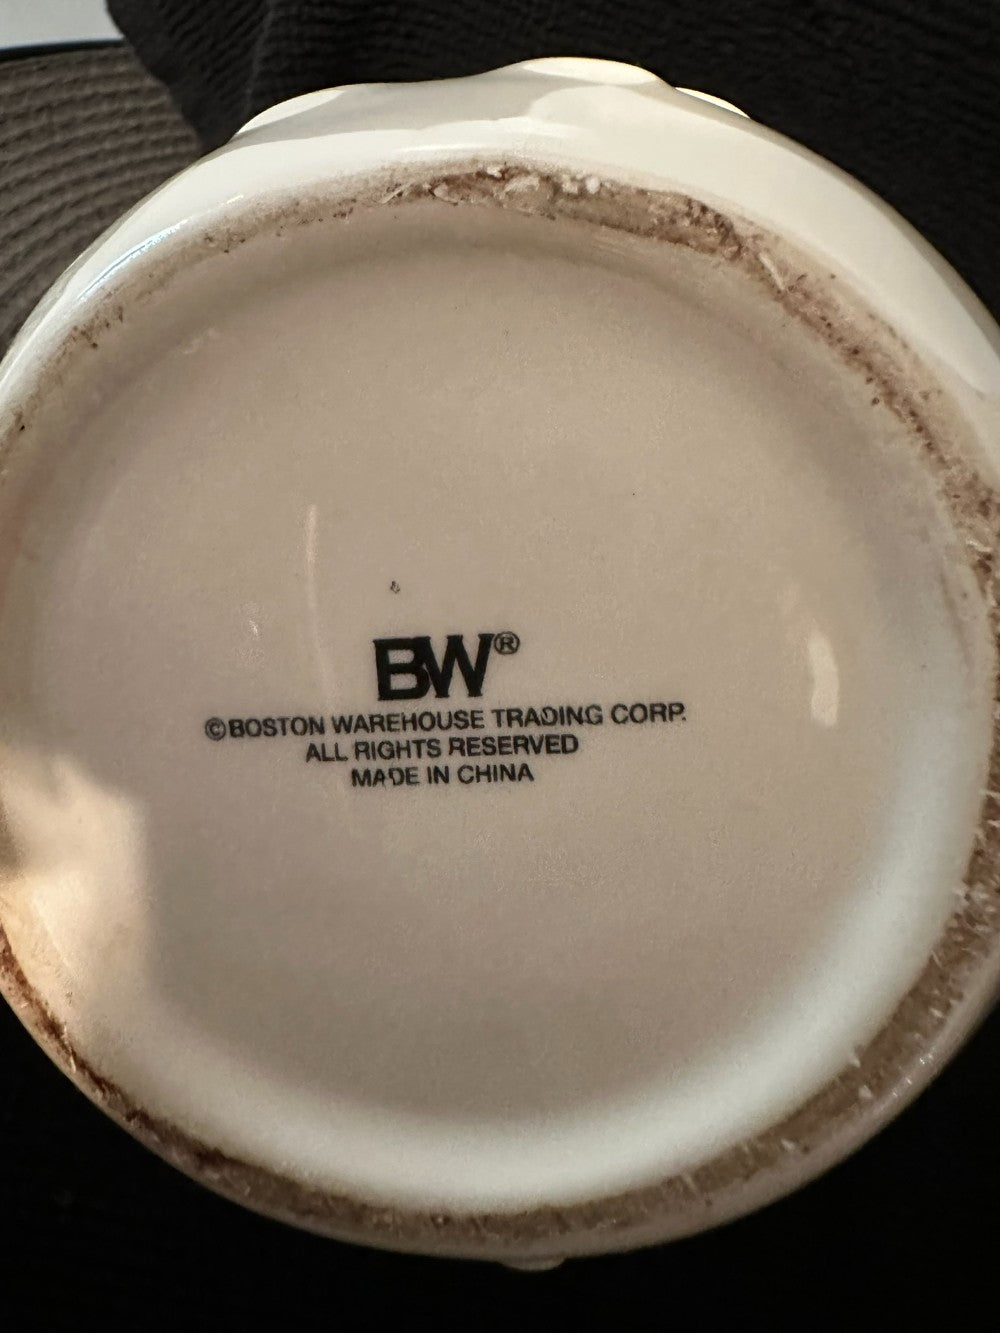 BW®
©BOSTON WAREHOUSE TRADING CORP.
ALL RIGHTS RESERVED
MADE IN CHINA